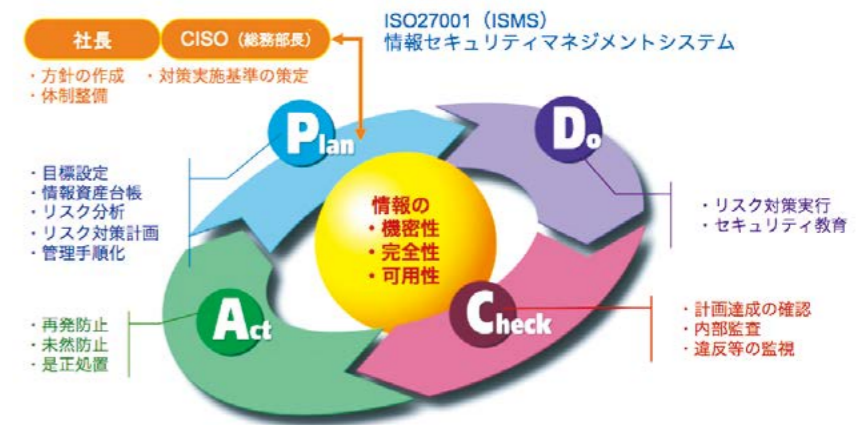 ISO27001（ISMS）
情報セキュリティマネジメントシステム
社長
CISO（総務部長）
・方針の作成
・体制整備
・対策実施基準の策定
Plan
・目標設定
・情報資産台帳
・リスク分析
・リスク対策計画
・管理手順化
Do
・リスク対策実行
・セキュリティ教育
情報の
・機密性
・完全性
・可用性
Check
・計画達成の確認
・内部監査
・違反等の監視
Act
・再発防止
・未然防止
・是正処置